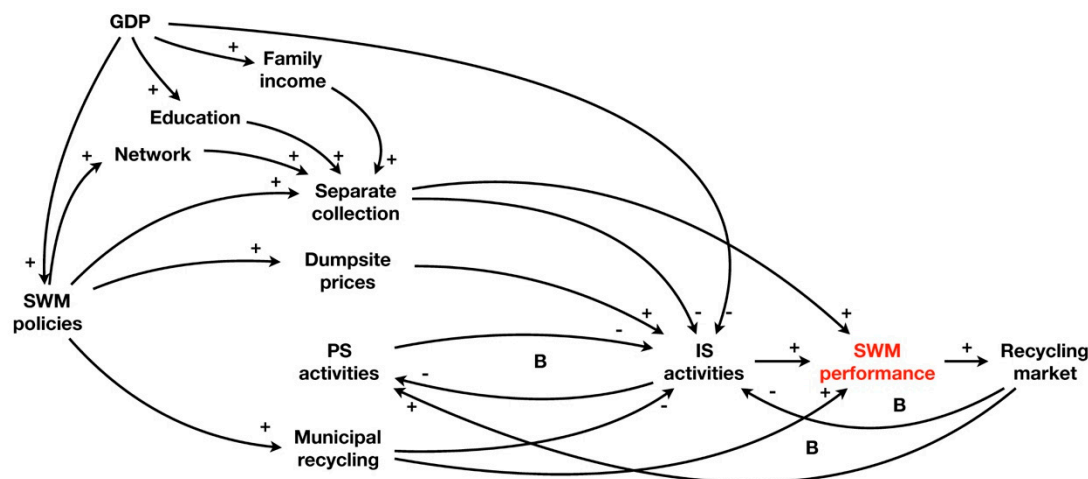 GDP
+
Family
income
+
Education
+
Network
+
+
+
+
Separate
collection
+
+
Dumpsite
prices
+
SWM
policies
+
-
-
+
PS
activities
-
B
IS
activities
+
SWM
performance
+
Recycling
market
-
-
+
-
+
B
B
+
Municipal
recycling